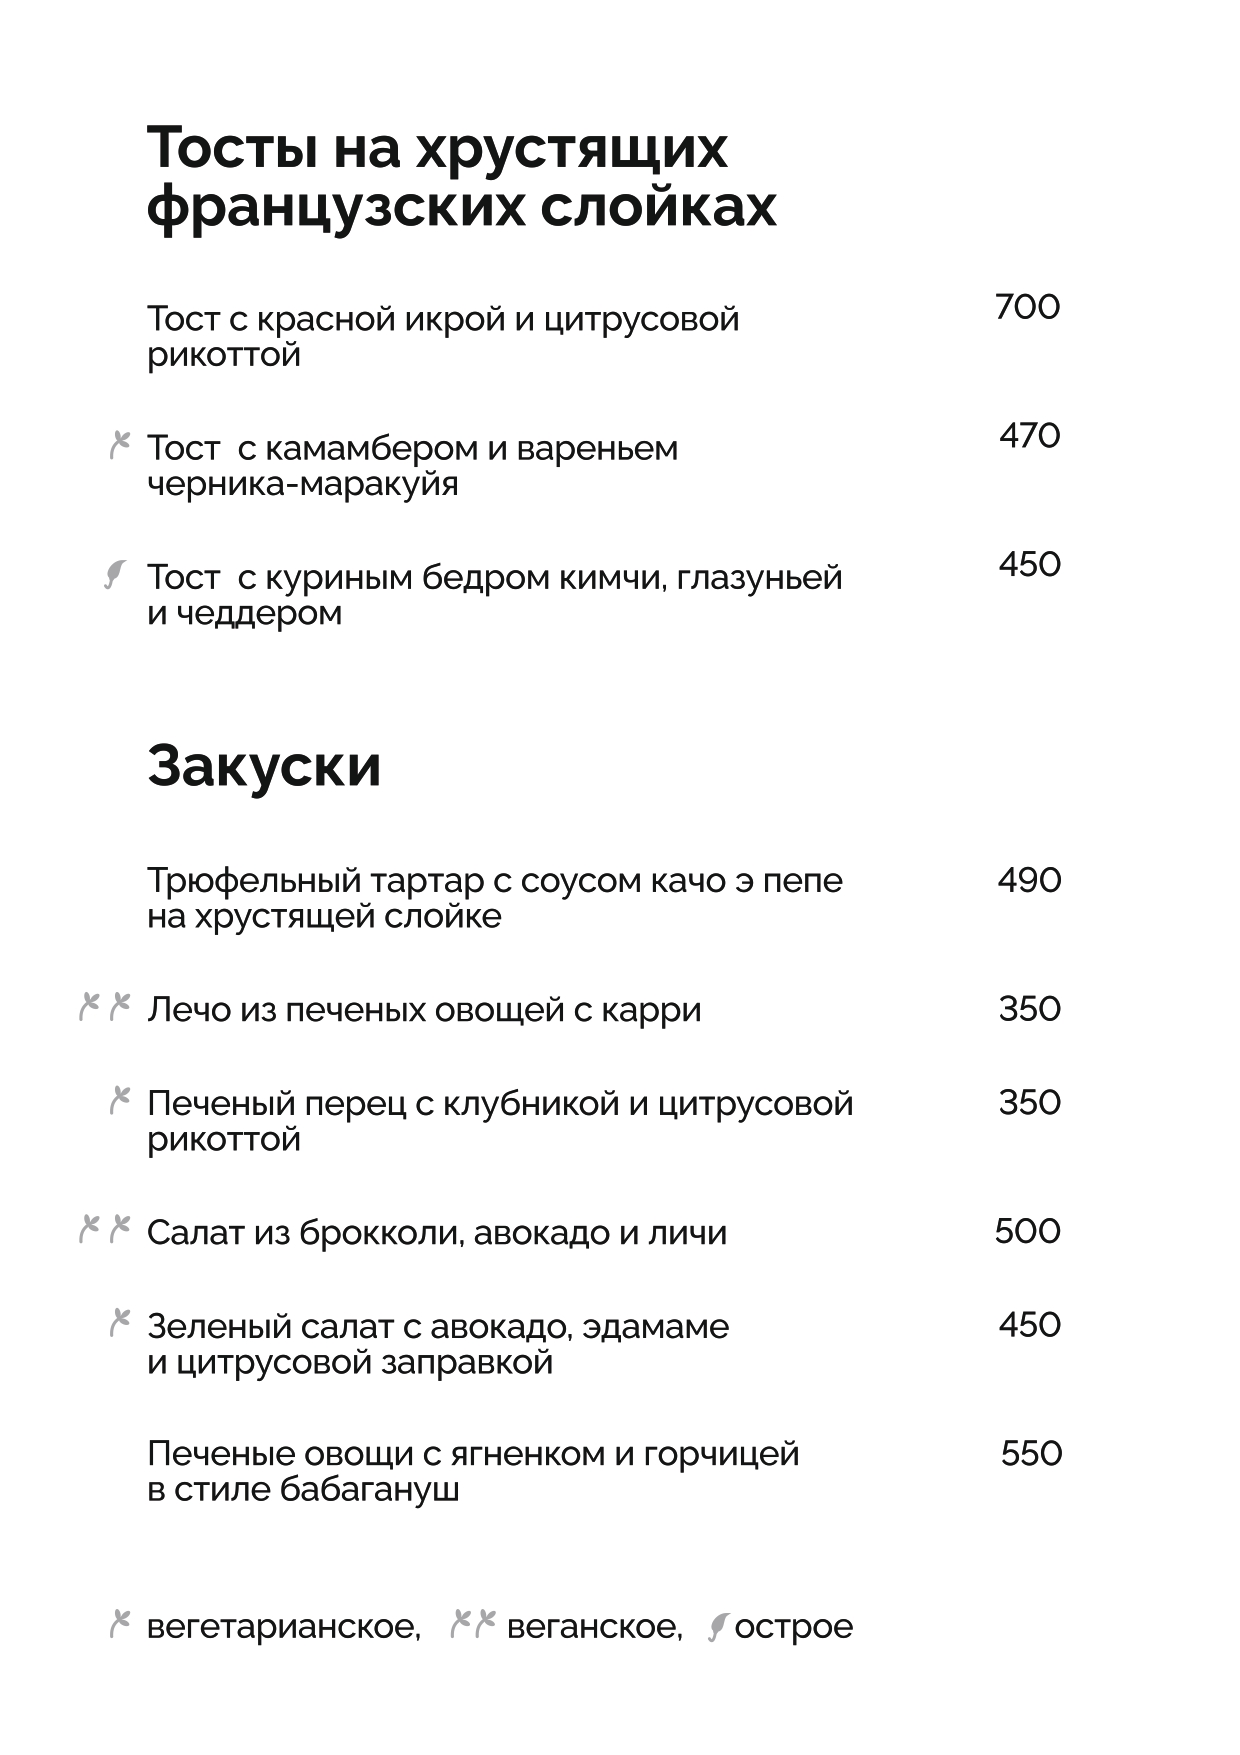 Тосты на хрустящих
французских слойках
Тост с красной икрой и цитрусовой 700
рикоттой
Тост с камамбером и вареньем 470
черника-маракуйя
Тост с куриным бедром кимчи, глазуньей 450
и чеддером
Закуски
Трюфельный тартар с соусом качо э пепе 490
на хрустящей слойке
Лечо из печеных овощей с карри 350
Печеный перец с клубникой и цитрусовой 350
рикоттой
Салат из брокколи, авокадо и личи 500
Зеленый салат с авокадо, эдамаме 450
и цитрусовой заправкой
Печеные овощи с ягненком и горчицей 550
в стиле бабагануш
вегетарианское, веганское, острое